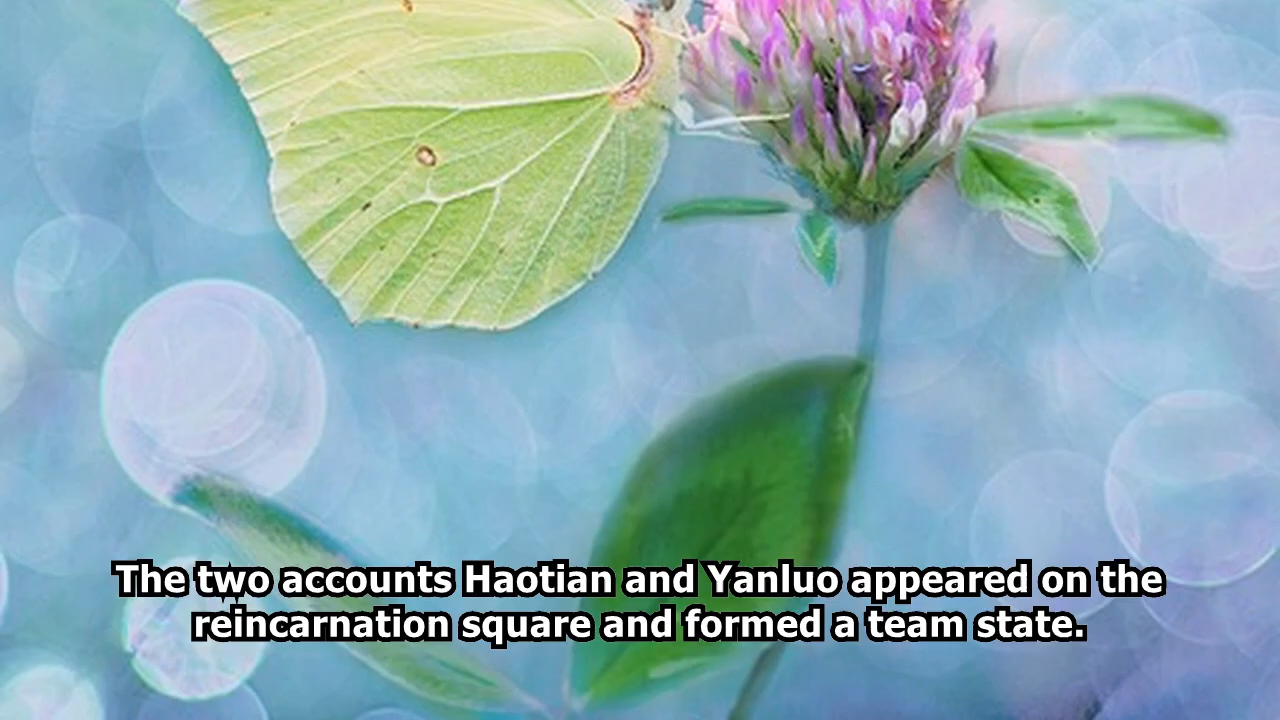 The two accounts Haotian and Yanluo appeared on the
reincarnation square and formed a team state.